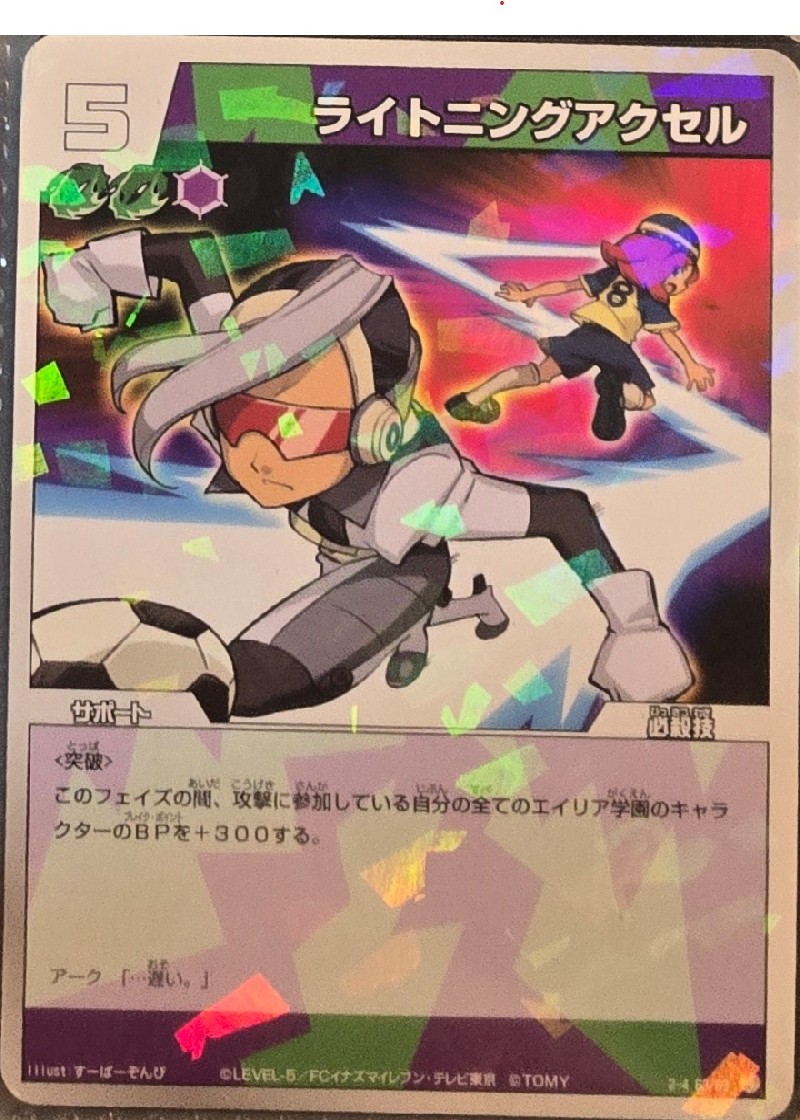 5
ライトニングアクセル
8
サポート
必殺技
<突破>
このフェイズの間、攻撃に参加している自分の全てのエイリア学園のキャラ
クターのＢＰを＋３００する。
アーク 「…遅い。」
illust すーぱーぞんび
©LEVEL-5／FCイナズマイレブン・テレビ東京 ©TOMY